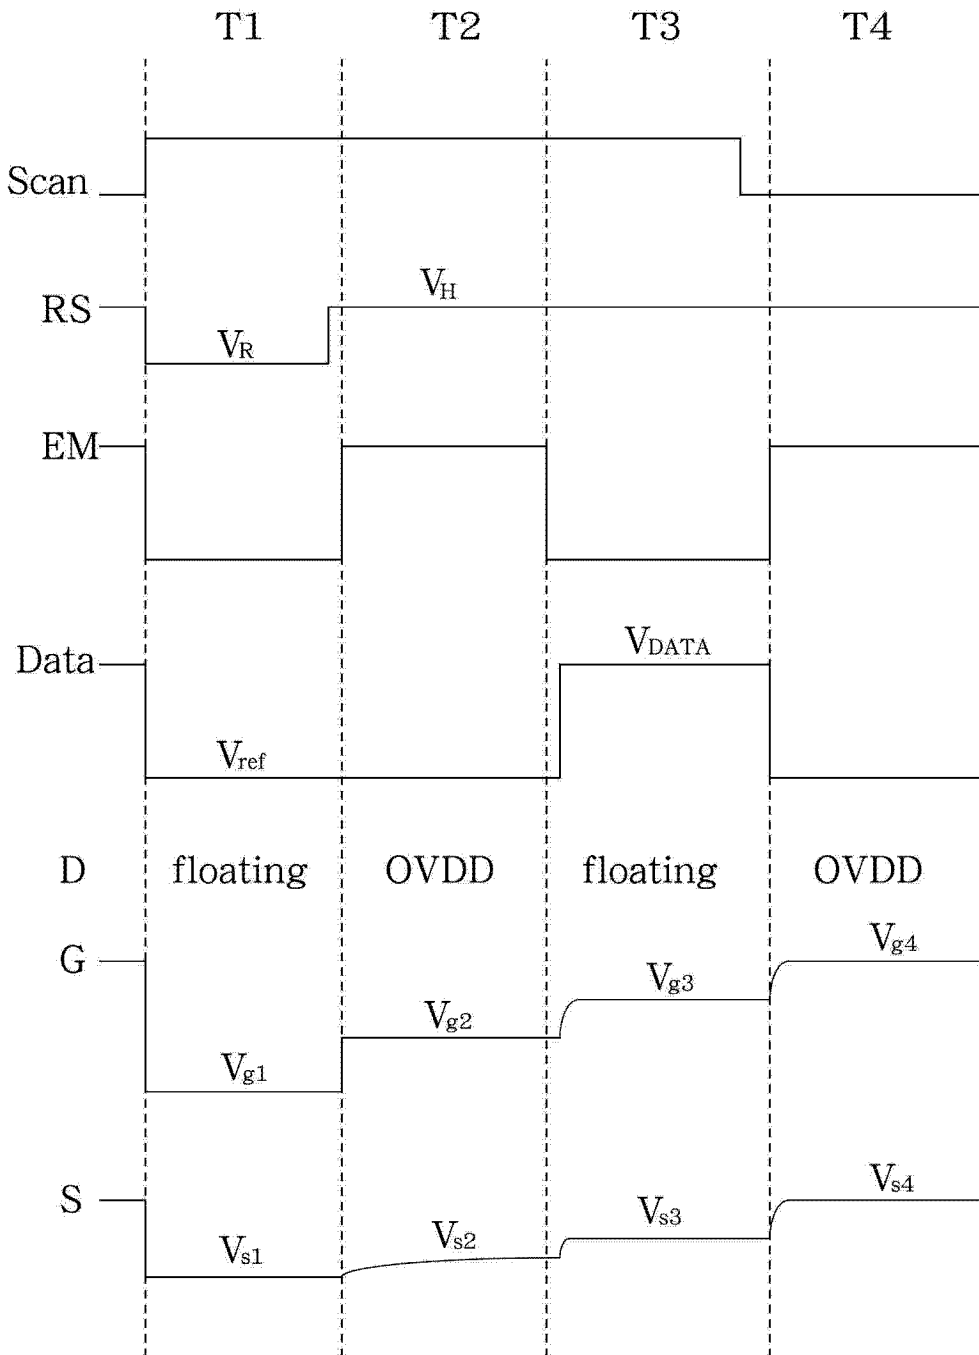 T1 T2 T3 T4
Scan
RS V_R V_H
EM
Data V_ref V_DATA
D floating OVDD floating OVDD
G V_g1 V_g2 V_g3 V_g4
S V_s1 V_s2 V_s3 V_s4